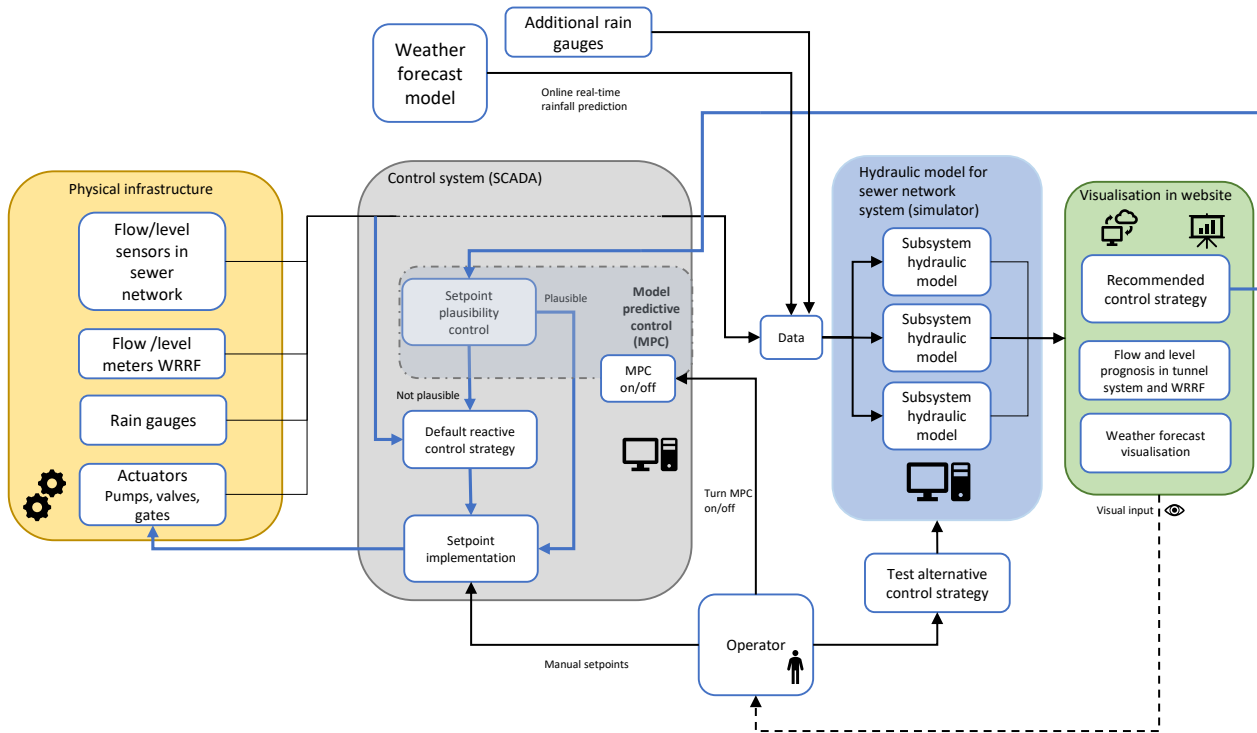 Additional rain
gauges
Weather
forecast
model
Online real-time
rainfall prediction
Physical infrastructure
Flow/level
sensors in
sewer
network
Flow /level
meters WRRF
Rain gauges
Actuators
Pumps, valves,
gates
Control system (SCADA)
Setpoint
plausibility
control
Plausible
Model
predictive
control
(MPC)
MPC
on/off
Not plausible
Default reactive
control strategy
Setpoint
implementation
Data
Hydraulic model for
sewer network
system (simulator)
Subsystem
hydraulic
model
Subsystem
hydraulic
model
Subsystem
hydraulic
model
Visualisation in website
Recommended
control strategy
Flow and level
prognosis in tunnel
system and WRRF
Weather forecast
visualisation
Turn MPC
on/off
Visual input
Test alternative
control strategy
Operator
Manual setpoints